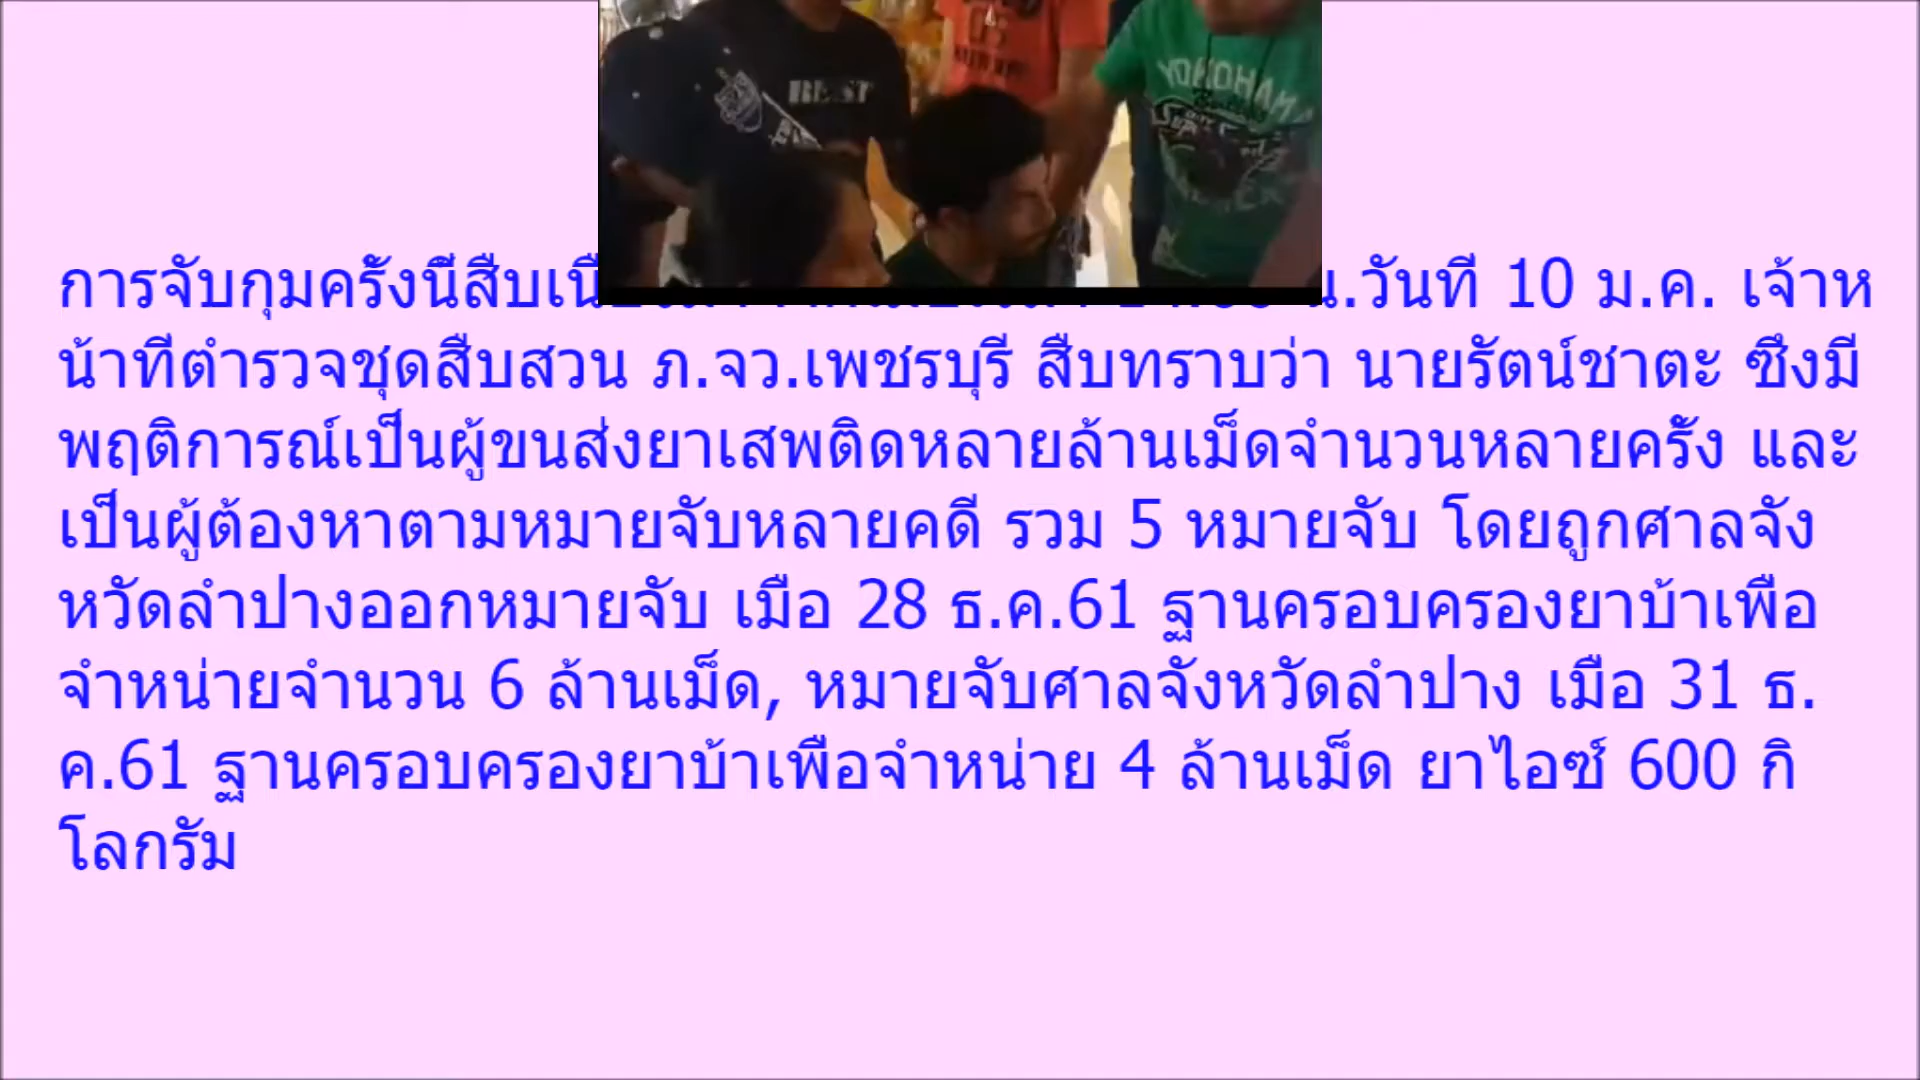 BEAST
YOKOHAMA
การจับกุมครั้งนี้สืบเนื่อ น.วันที่ 10 ม.ค. เจ้าห
น้าที่ตำรวจชุดสืบสวน ภ.จว.เพชรบุรี สืบทราบว่า นายรัตน์ชาตะ ซึ่งมี
พฤติการณ์เป็นผู้ขนส่งยาเสพติดหลายล้านเม็ดจำนวนหลายครั้ง และ
เป็นผู้ต้องหาตามหมายจับหลายคดี รวม 5 หมายจับ โดยถูกศาลจัง
หวัดลำปางออกหมายจับ เมื่อ 28 ธ.ค.61 ฐานครอบครองยาบ้าเพื่อ
จำหน่ายจำนวน 6 ล้านเม็ด, หมายจับศาลจังหวัดลำปาง เมื่อ 31 ธ.
ค.61 ฐานครอบครองยาบ้าเพื่อจำหน่าย 4 ล้านเม็ด ยาไอซ์ 600 กิ
โลกรัม